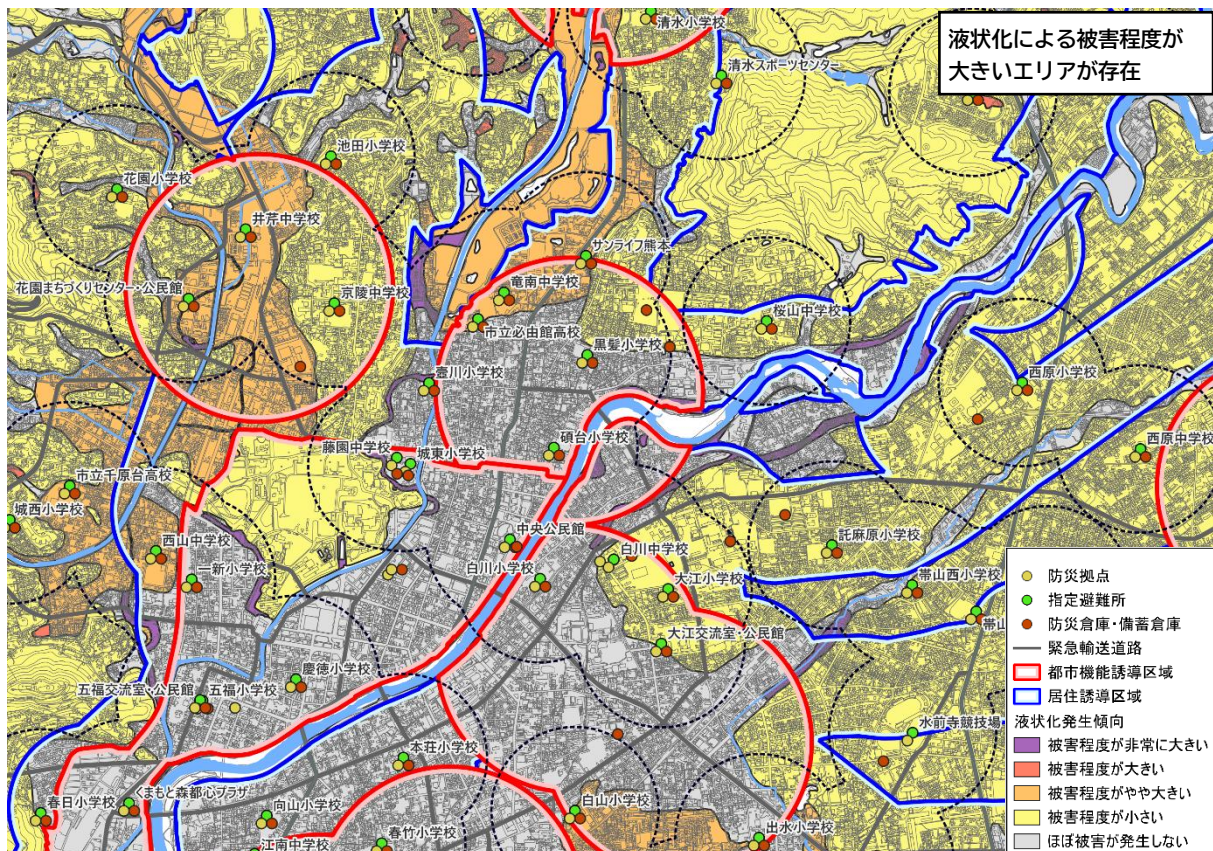 液状化による被害程度が
大きいエリアが存在
清水小学校
清水スポーツセンター
池田小学校
花園小学校
井芹中学校
サンライフ熊本
花園まちづくりセンター・公民館
京陵中学校
竜南中学校
桜山中学校
市立必由館高校
黒髪小学校
壺川小学校
西原小学校
碩台小学校
藤園中学校
城東小学校
西原中学校
市立千原台高校
城西小学校
中央公民館
託麻原小学校
西山中学校
白川中学校
一新小学校
白川小学校
大江小学校
帯山西小学校
帯山
大江交流室・公民館
慶徳小学校
五福交流室・公民館
五福小学校
水前寺競技場
本荘小学校
くまもと森都心プラザ
春日小学校
向山小学校
白山小学校
春竹小学校
出水小学校
江南中学校
防災拠点
指定避難所
防災倉庫・備蓄倉庫
緊急輸送道路
都市機能誘導区域
居住誘導区域
液状化発生傾向
被害程度が非常に大きい
被害程度が大きい
被害程度がやや大きい
被害程度が小さい
ほぼ被害が発生しない